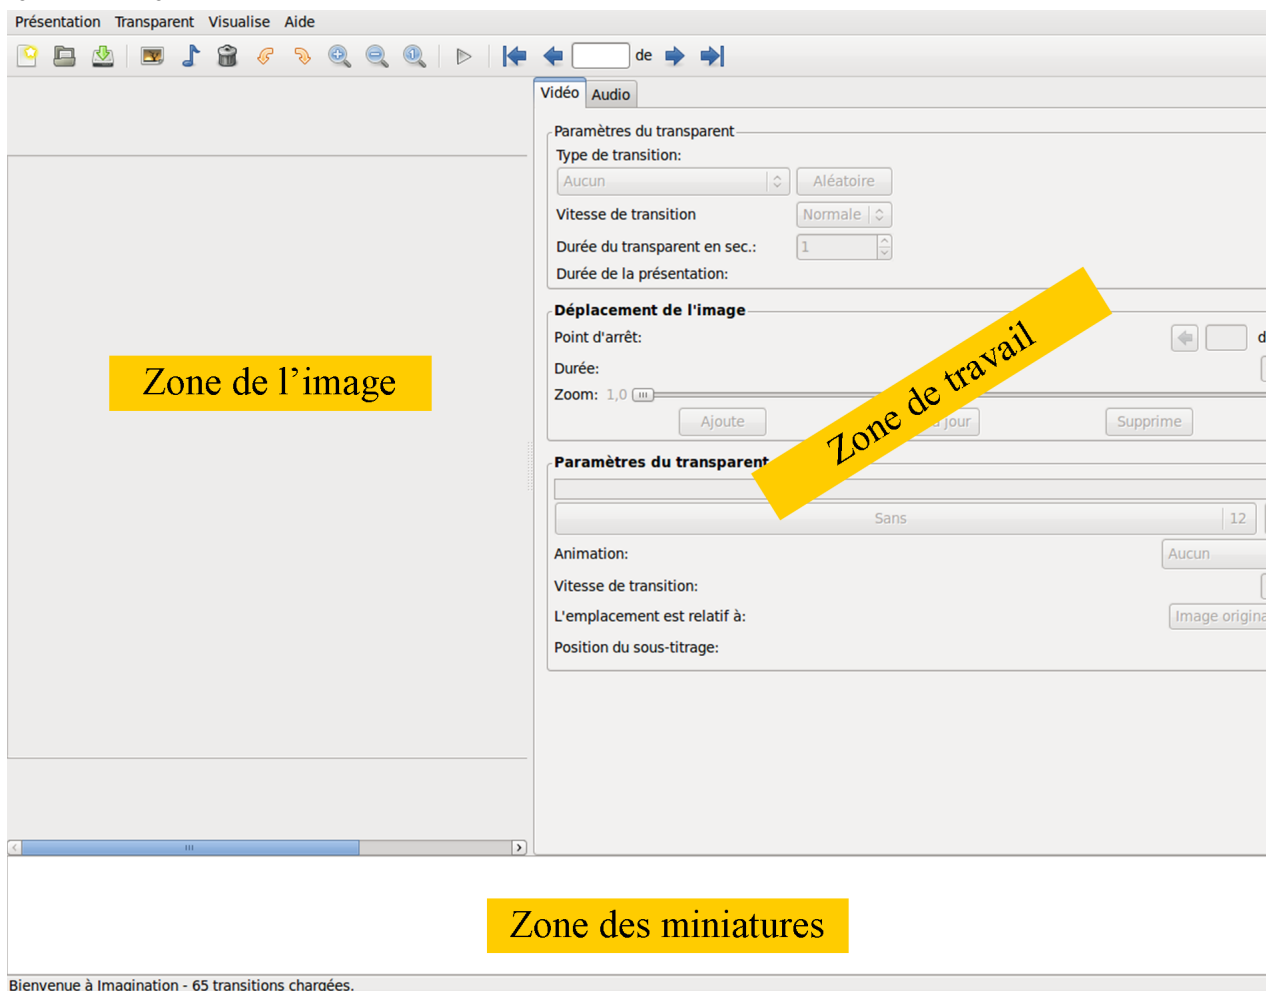 Présentation Transparent Visualise Aide
de
Vidéo Audio
Paramètres du transparent
Type de transition:
Aucun Aléatoire
Vitesse de transition Normale
Durée du transparent en sec.: 1
Durée de la présentation:
Déplacement de l'image
Point d'arrêt:
Durée:
Zoom: 1,0
Ajoute jour Supprime
Zone de l’image
Zone de travail
Paramètres du transparent
Sans 12
Animation: Aucun
Vitesse de transition:
L'emplacement est relatif à: Image origina
Position du sous-titrage:
Zone des miniatures
Bienvenue à Imagination - 65 transitions chargées.